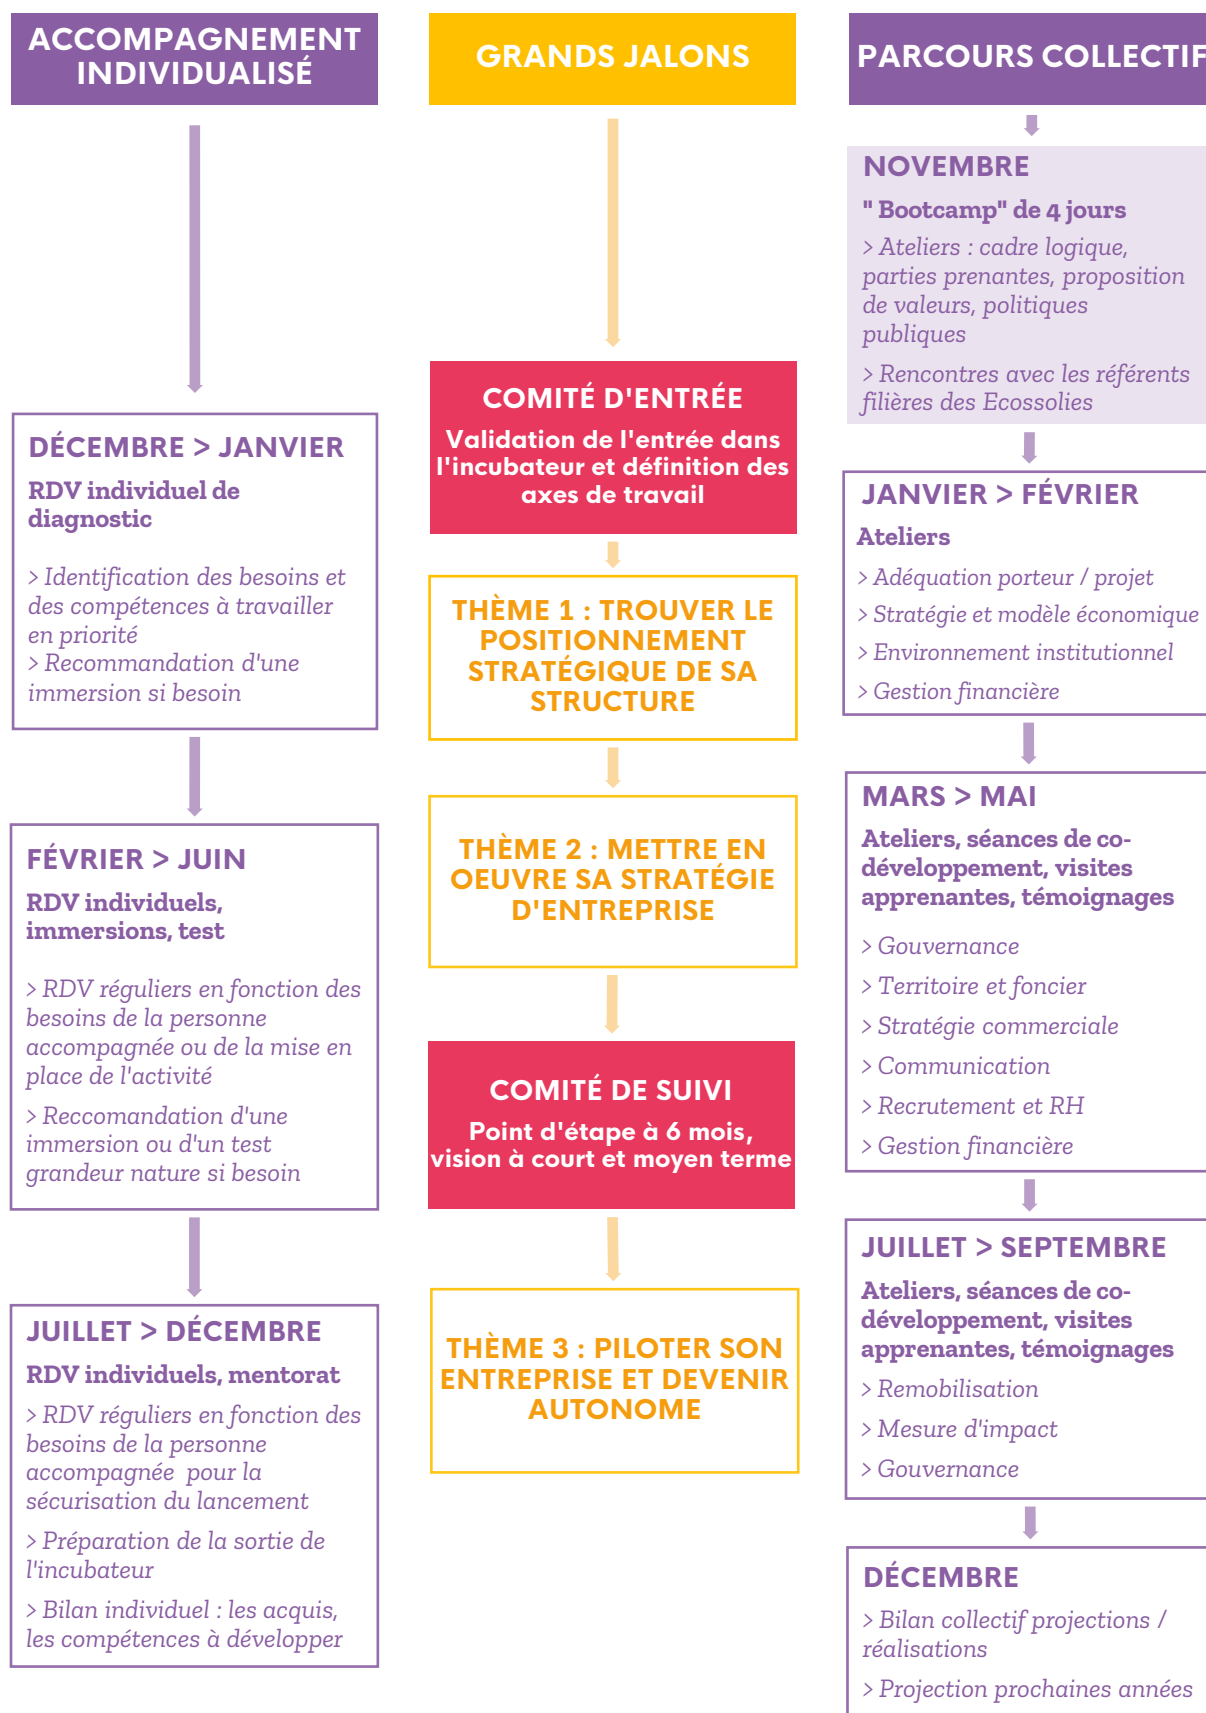 ACCOMPAGNEMENT
INDIVIDUALISÉ
DÉCEMBRE > JANVIER
RDV individuel de
diagnostic
> Identification des besoins et
des compétences à travailler
en priorité
> Recommandation d'une
immersion si besoin
FÉVRIER > JUIN
RDV individuels,
immersions, test
> RDV réguliers en fonction des
besoins de la personne
accompagnée ou de la mise en
place de l'activité
> Reccomandation d'une
immersion ou d'un test
grandeur nature si besoin
JUILLET > DÉCEMBRE
RDV individuels, mentorat
> RDV réguliers en fonction des
besoins de la personne
accompagnée pour la
sécurisation du lancement
> Préparation de la sortie de
l'incubateur
> Bilan individuel : les acquis,
les compétences à développer
GRANDS JALONS
COMITÉ D'ENTRÉE
Validation de l'entrée dans
l'incubateur et définition des
axes de travail
THÈME 1 : TROUVER LE
POSITIONNEMENT
STRATÉGIQUE DE SA
STRUCTURE
THÈME 2 : METTRE EN
OEUVRE SA STRATÉGIE
D'ENTREPRISE
COMITÉ DE SUIVI
Point d'étape à 6 mois,
vision à court et moyen terme
THÈME 3 : PILOTER SON
ENTREPRISE ET DEVENIR
AUTONOME
PARCOURS COLLECTIF
NOVEMBRE
" Bootcamp" de 4 jours
> Ateliers : cadre logique,
parties prenantes, proposition
de valeurs, politiques
publiques
> Rencontres avec les référents
filières des Ecossolies
JANVIER > FÉVRIER
Ateliers
> Adéquation porteur / projet
> Stratégie et modèle économique
> Environnement institutionnel
> Gestion financière
MARS > MAI
Ateliers, séances de co-
développement, visites
apprenantes, témoignages
> Gouvernance
> Territoire et foncier
> Stratégie commerciale
> Communication
> Recrutement et RH
> Gestion financière
JUILLET > SEPTEMBRE
Ateliers, séances de co-
développement, visites
apprenantes, témoignages
> Remobilisation
> Mesure d'impact
> Gouvernance
DÉCEMBRE
> Bilan collectif projections /
réalisations
> Projection prochaines années